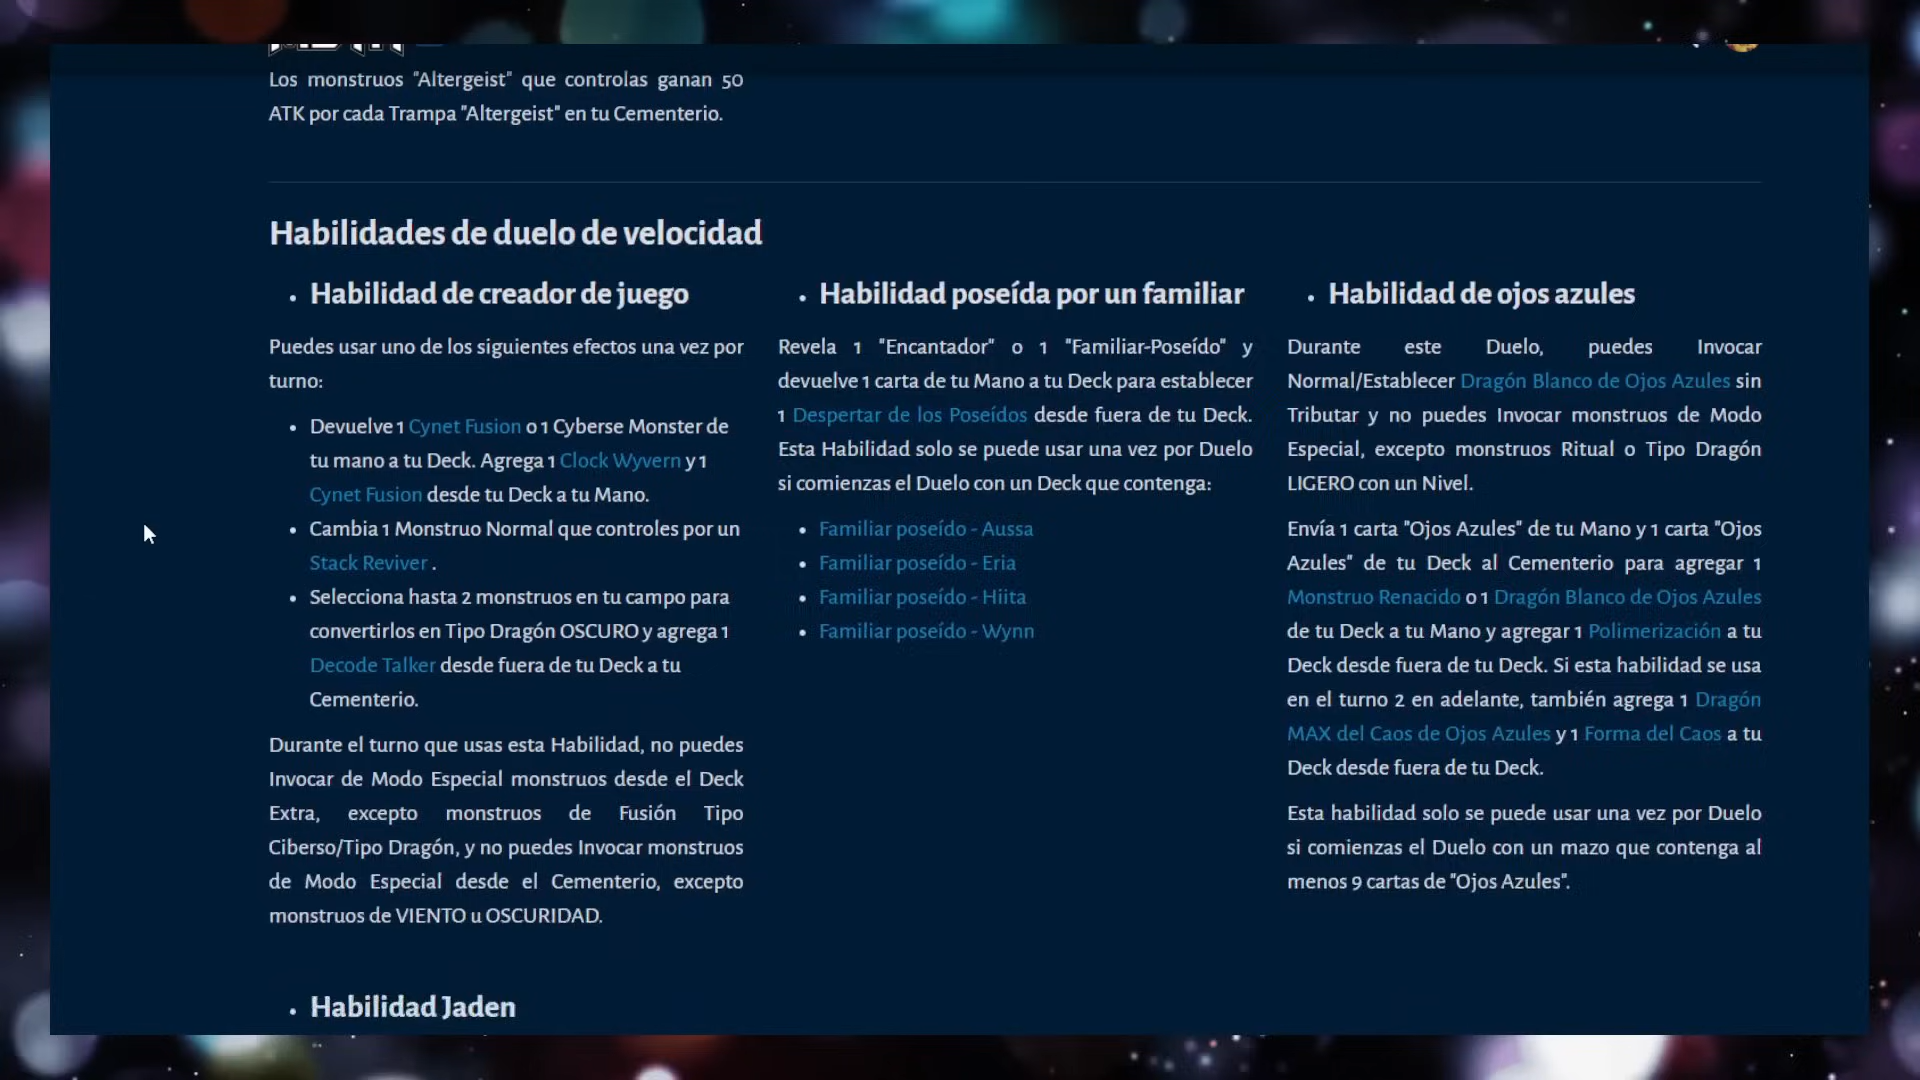 Los monstruos "Altergeist" que controlas ganan 50
ATK por cada Trampa "Altergeist" en tu Cementerio.
Habilidades de duelo de velocidad
• Habilidad de creador de juego
Puedes usar uno de los siguientes efectos una vez por
turno:
• Devuelve 1 Cynet Fusion o 1 Cyberse Monster de
tu mano a tu Deck. Agrega 1 Clock Wyvern y 1
Cynet Fusion desde tu Deck a tu Mano.
• Cambia 1 Monstruo Normal que controles por un
Stack Reviver .
• Selecciona hasta 2 monstruos en tu campo para
convertirlos en Tipo Dragón OSCURO y agrega 1
Decode Talker desde fuera de tu Deck a tu
Cementerio.
Durante el turno que usas esta Habilidad, no puedes
Invocar de Modo Especial monstruos desde el Deck
Extra, excepto monstruos de Fusión Tipo
Ciberso/Tipo Dragón, y no puedes Invocar monstruos
de Modo Especial desde el Cementerio, excepto
monstruos de VIENTO u OSCURIDAD.
• Habilidad Jaden
• Habilidad poseída por un familiar
Revela 1 "Encantador" o 1 "Familiar-Poseído" y
devuelve 1 carta de tu Mano a tu Deck para establecer
1 Despertar de los Poseídos desde fuera de tu Deck.
Esta Habilidad solo se puede usar una vez por Duelo
si comienzas el Duelo con un Deck que contenga:
• Familiar poseído - Aussa
• Familiar poseído - Eria
• Familiar poseído - Hiita
• Familiar poseído - Wynn
• Habilidad de ojos azules
Durante este Duelo, puedes Invocar
Normal/Establecer Dragón Blanco de Ojos Azules sin
Tributar y no puedes Invocar monstruos de Modo
Especial, excepto monstruos Ritual o Tipo Dragón
LIGERO con un Nivel.
Envía 1 carta "Ojos Azules" de tu Mano y 1 carta "Ojos
Azules" de tu Deck al Cementerio para agregar 1
Monstruo Renacido o 1 Dragón Blanco de Ojos Azules
de tu Deck a tu Mano y agregar 1 Polimerización a tu
Deck desde fuera de tu Deck. Si esta habilidad se usa
en el turno 2 en adelante, también agrega 1 Dragón
MAX del Caos de Ojos Azules y 1 Forma del Caos a tu
Deck desde fuera de tu Deck.
Esta habilidad solo se puede usar una vez por Duelo
si comienzas el Duelo con un mazo que contenga al
menos 9 cartas de "Ojos Azules".